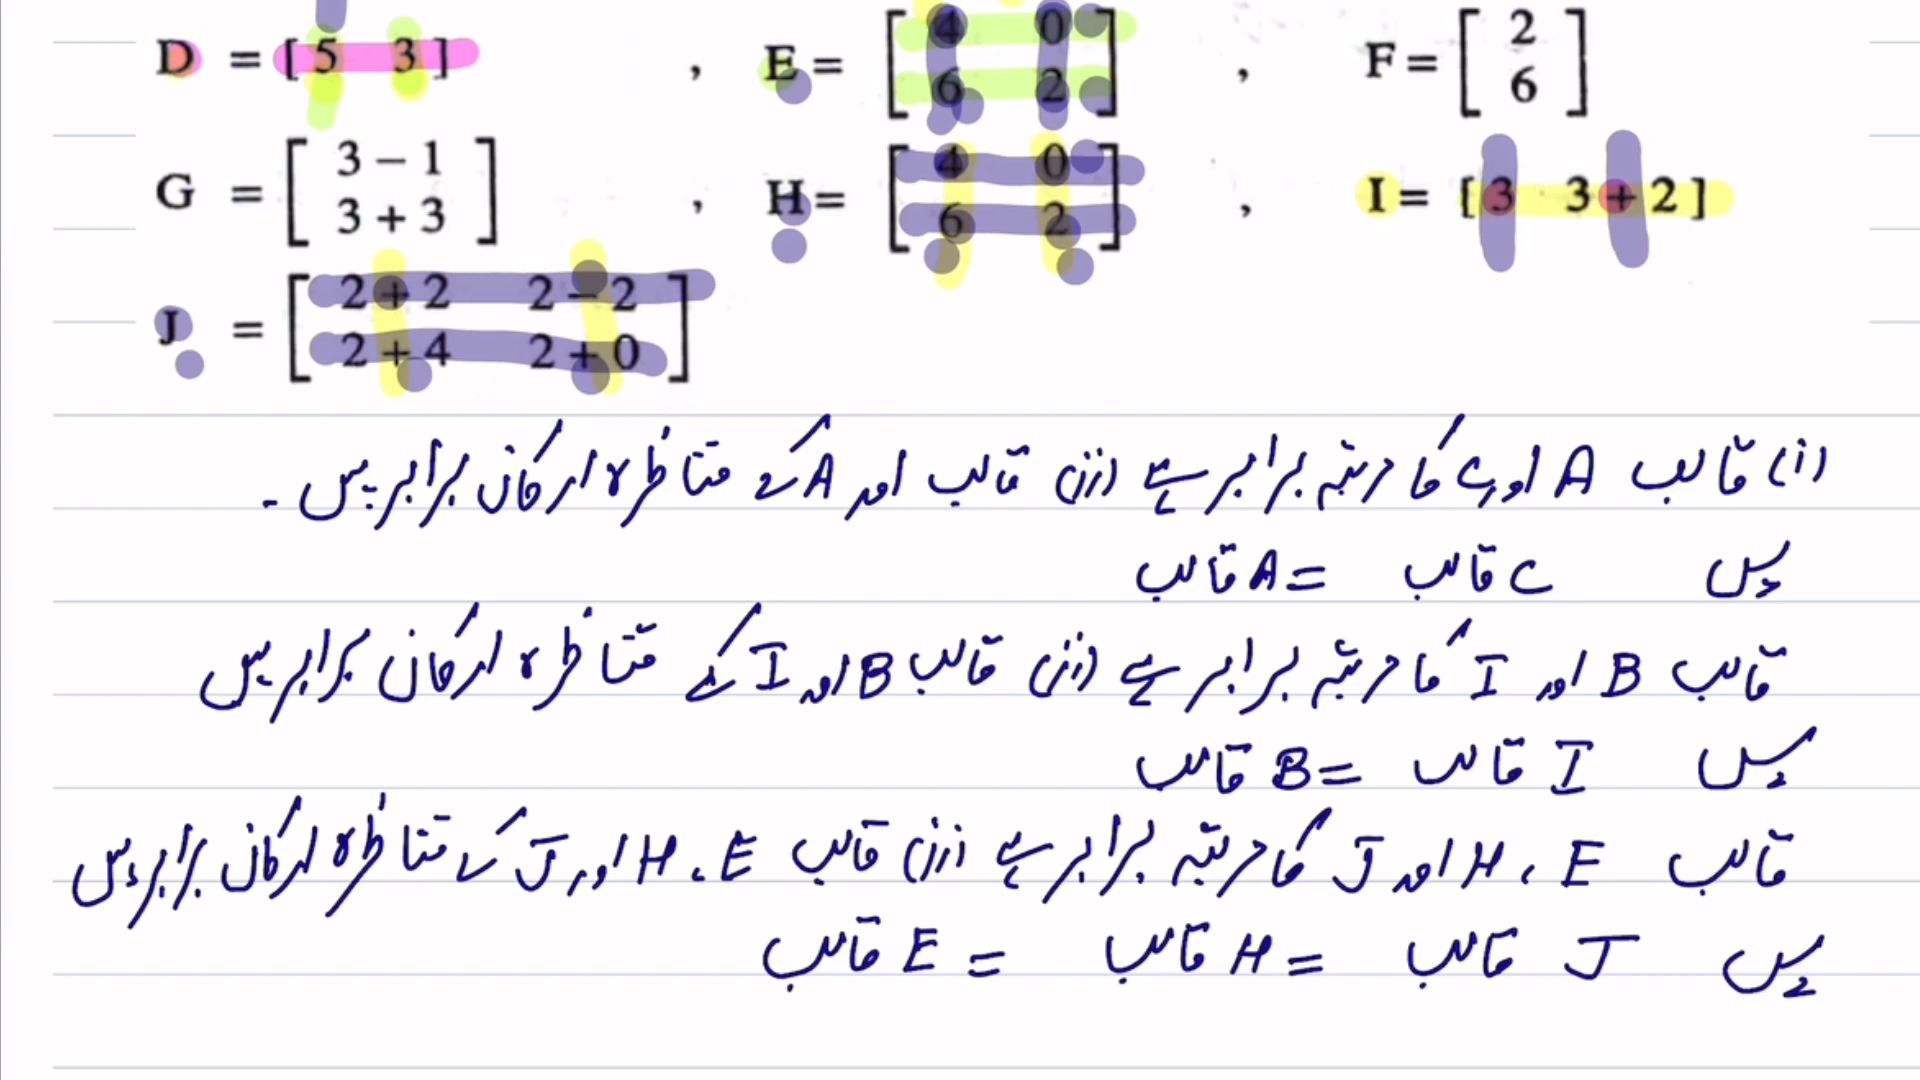 D = [ 5 3 ] , E = [ 4 0 6 2 ] , F = [ 2 6 ]
G = [ 3 − 1 3 + 3 ] , H = [ 4 0 6 2 ] , I = [ 3 3 + 2 ]
J = [ 2 + 2 2 − 2 2 + 4 2 + 0 ]
(i) قالب A اور C کا مرتبہ برابر ہے (ii) قالب اور A کے متناظرہ ارکان برابر ہیں ۔
پس C قالب = A قالب
قالب B اور I کا مرتبہ برابر ہے (ii) قالب B اور I کے متناظرہ ارکان برابر ہیں
پس I قالب = B قالب
قالب E ، H اور J کا مرتبہ برابر ہے (ii) قالب E ، H اور J کے متناظرہ ارکان برابر ہیں
پس J قالب = H قالب = E قالب